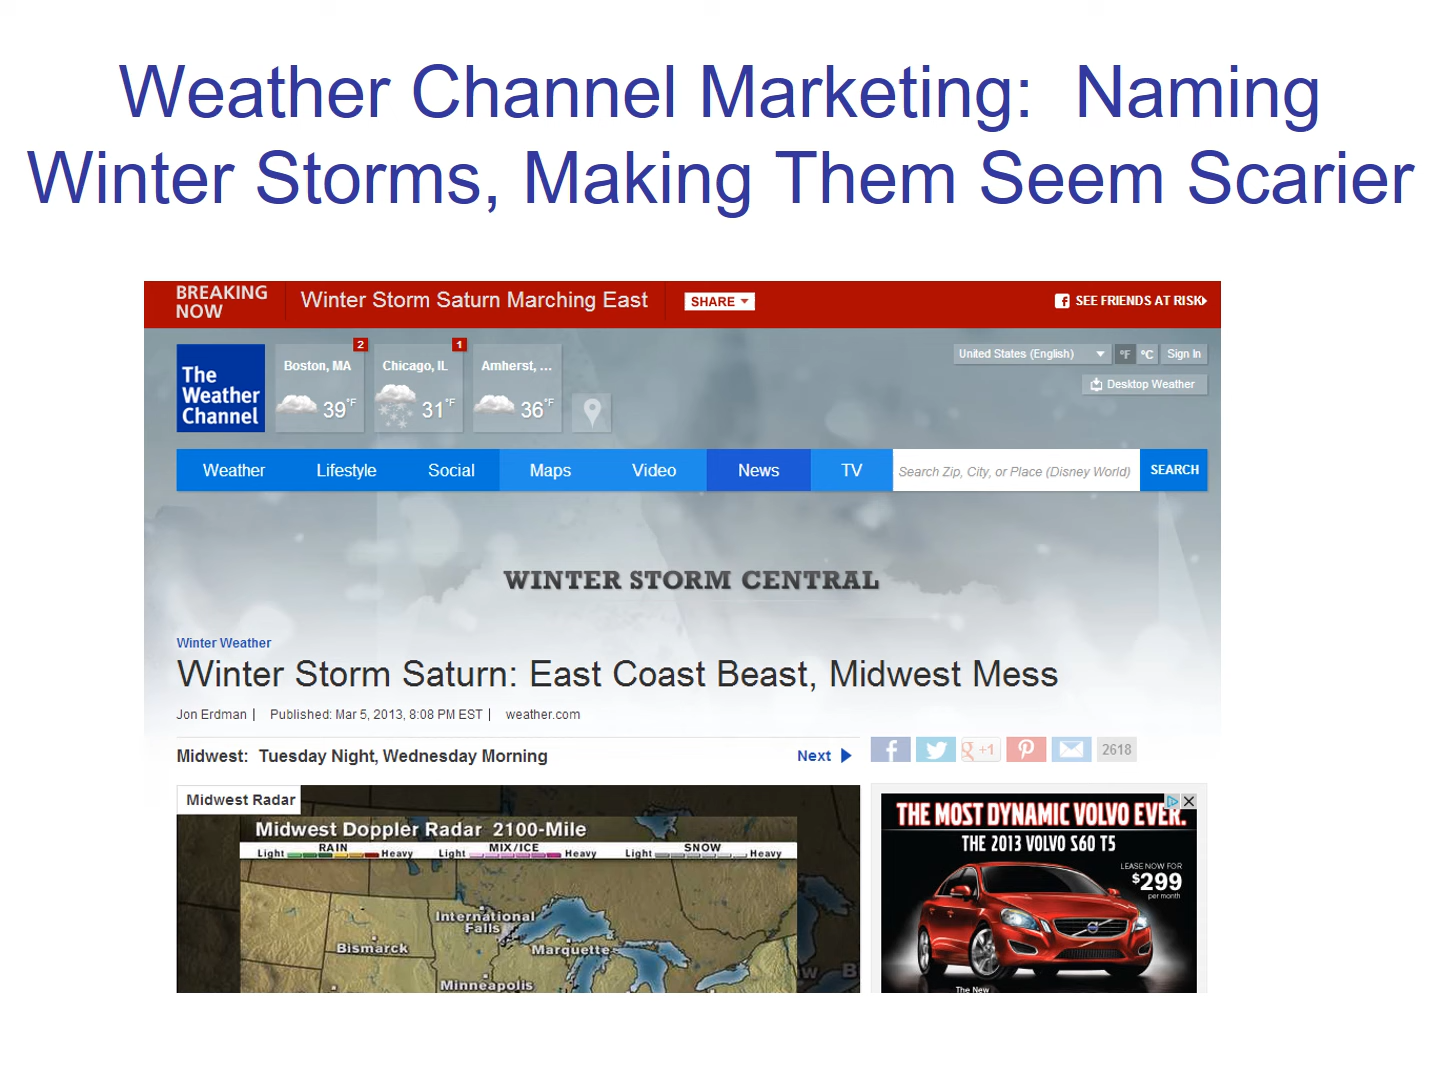 Weather Channel Marketing:  Naming
Winter Storms, Making Them Seem Scarier
BREAKING
NOW
Winter Storm Saturn Marching East
SHARE
SEE FRIENDS AT RISK
The
Weather
Channel
Boston, MA
2
39°F
Chicago, IL
1
31°F
Amherst, ...
36°F
United States (English)
°F
°C
Sign In
Desktop Weather
Weather
Lifestyle
Social
Maps
Video
News
TV
Search Zip, City, or Place (Disney World)
SEARCH
WINTER STORM CENTRAL
Winter Weather
Winter Storm Saturn: East Coast Beast, Midwest Mess
Jon Erdman | Published: Mar 5, 2013, 8:08 PM EST | weather.com
Midwest:  Tuesday Night, Wednesday Morning
Next
+1
2618
Midwest Radar
Midwest Doppler Radar 2100-Mile
RAIN
Light Heavy
MIX/ICE
Light Heavy
SNOW
Light Heavy
International
Falls
Bismarck
Marquette
Minneapolis
THE MOST DYNAMIC VOLVO EVER.
THE 2013 VOLVO S60 T5
LEASE NOW FOR
$299
per month
The New